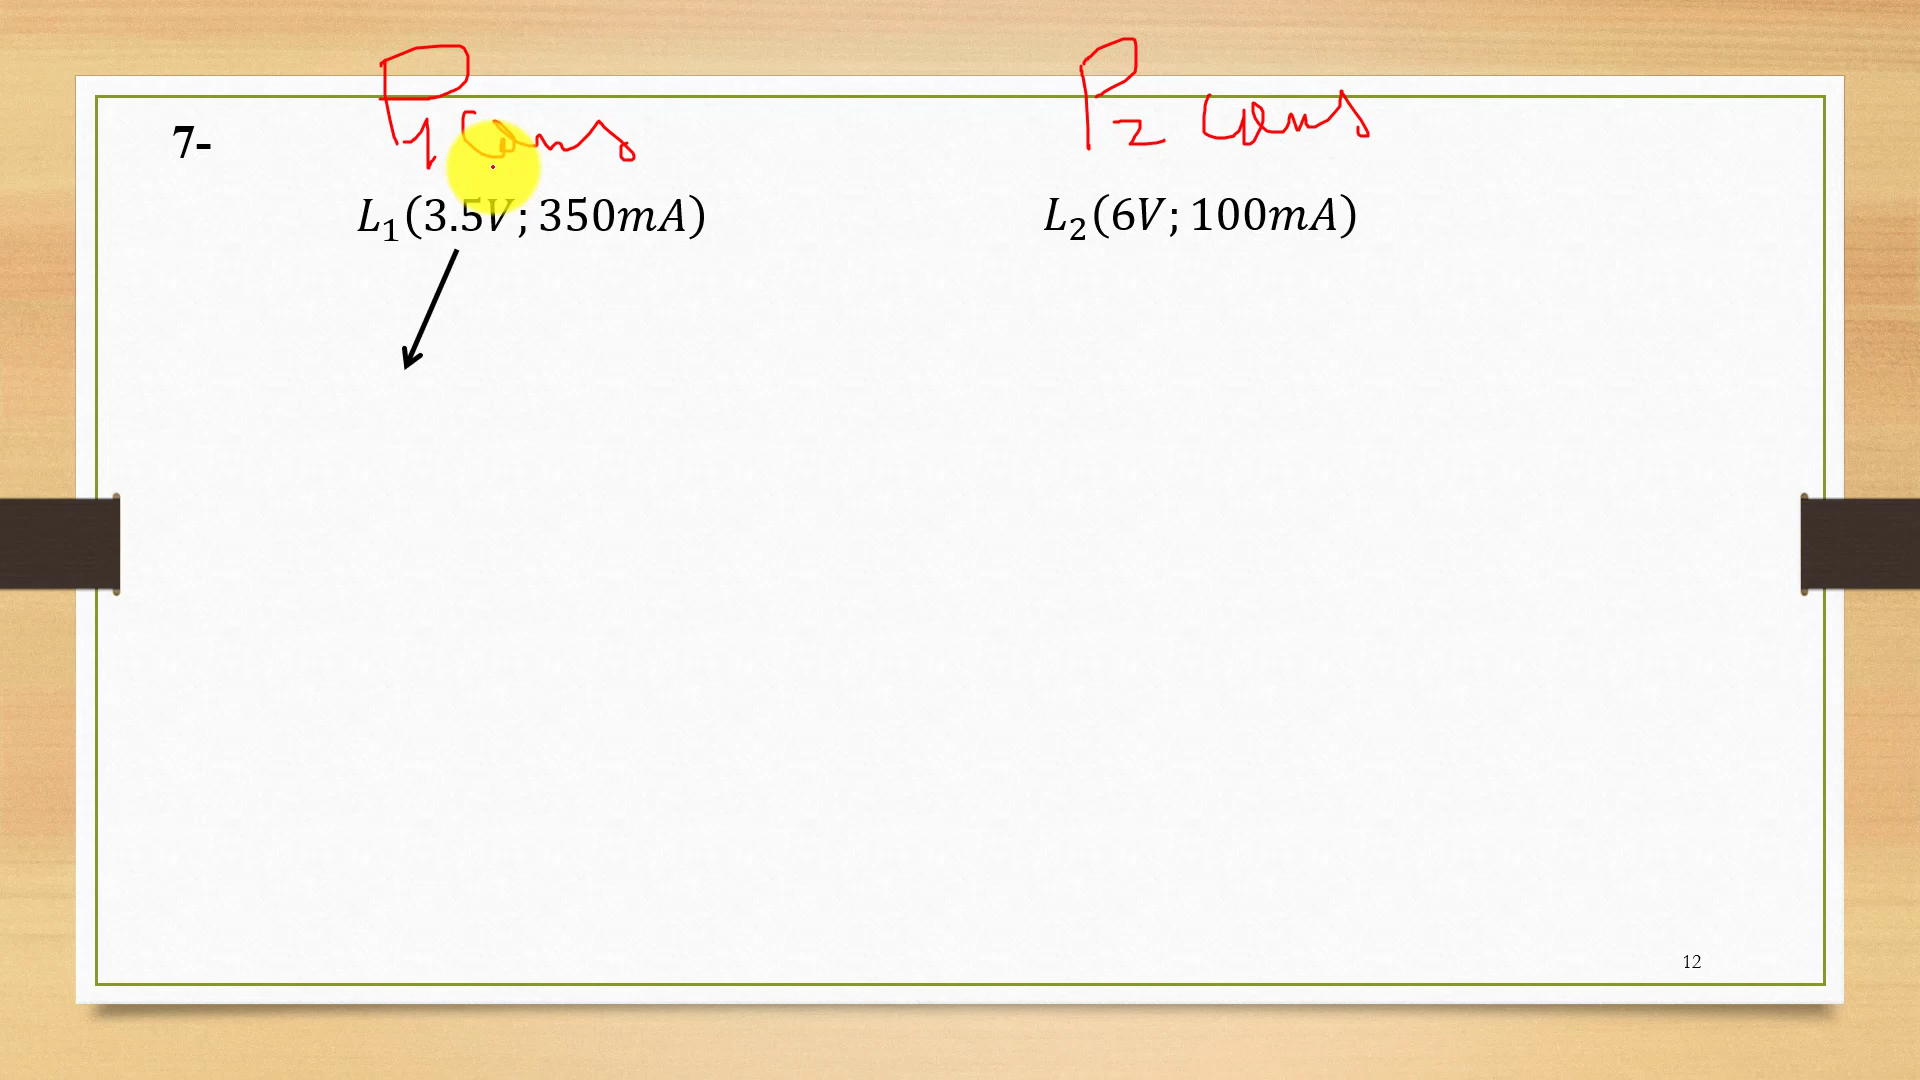 P1 cons P2 cons
7-
L₁(3.5V; 350mA) L₂(6V; 100mA)
12